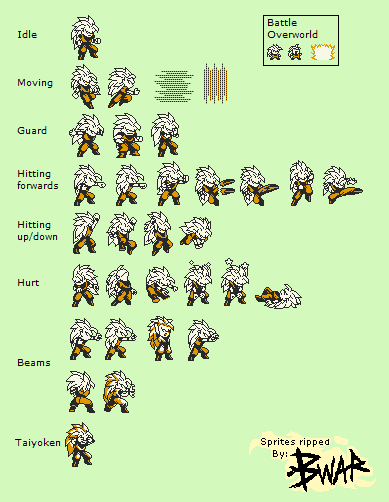 Battle
Overworld
Idle
Moving
Guard
Hitting
forwards
Hitting
up/down
Hurt
Beams
Taiyoken
Sprites ripped
By:
BWAR